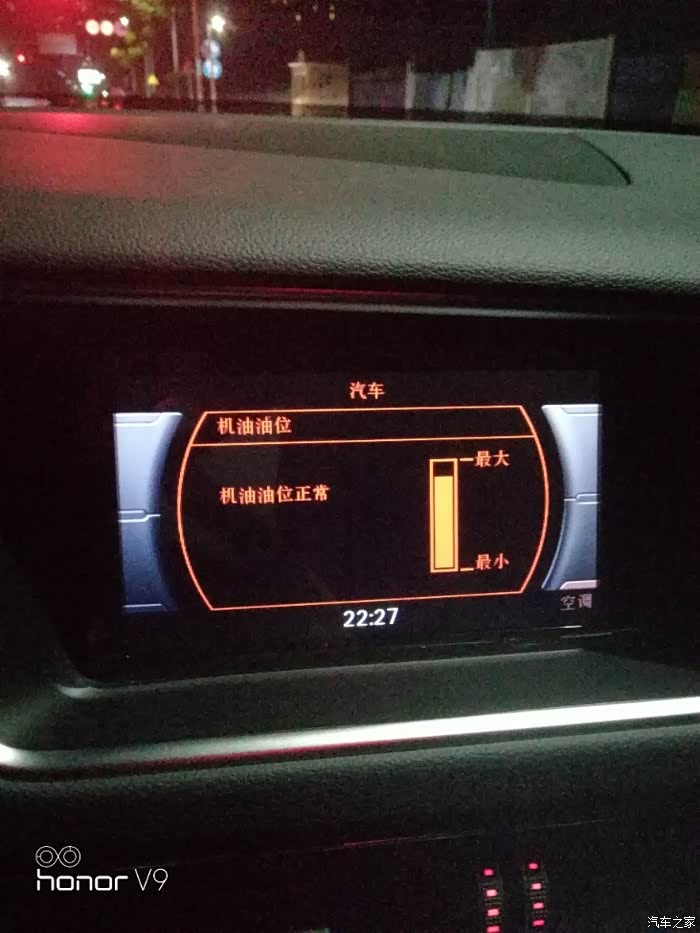 汽车
机油油位
最大
机油油位正常
最小
空调
22:27
honor V9
汽车之家